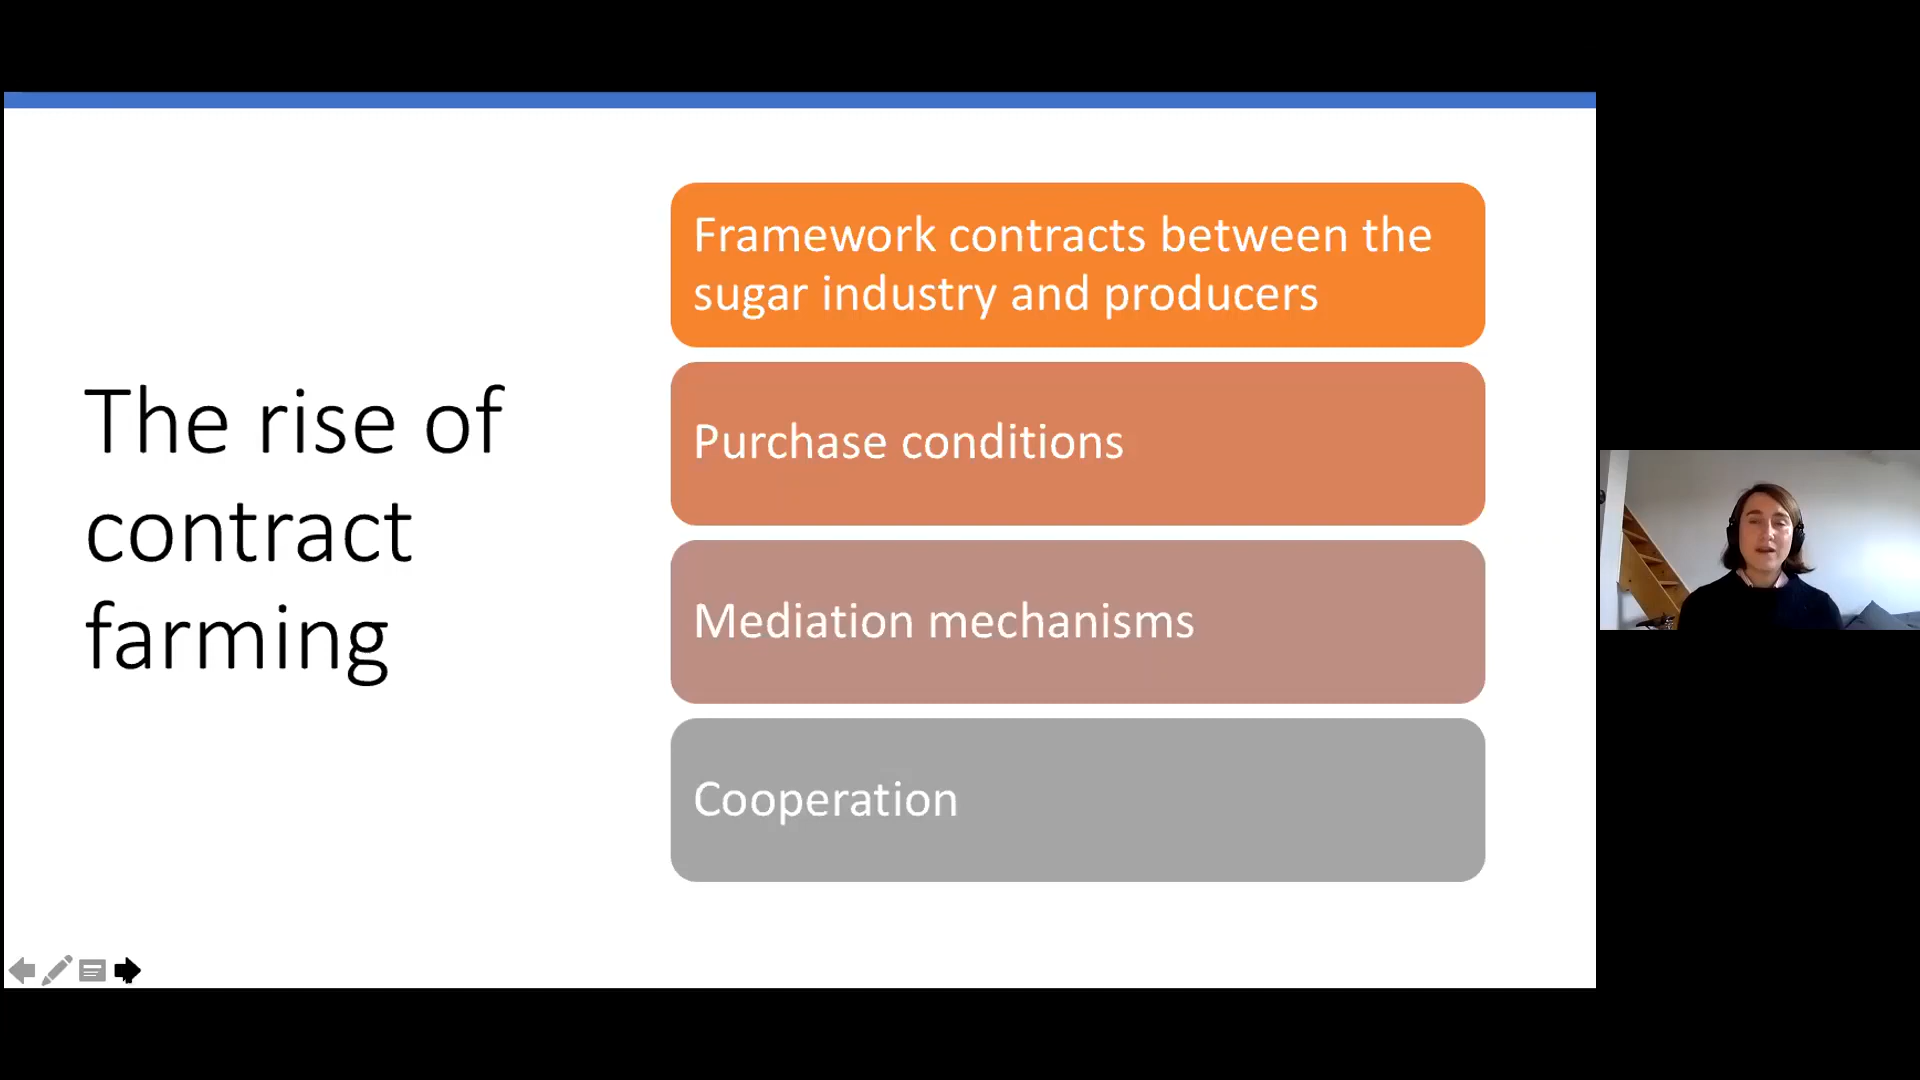 The rise of
contract
farming
Framework contracts between the
sugar industry and producers
Purchase conditions
Mediation mechanisms
Cooperation